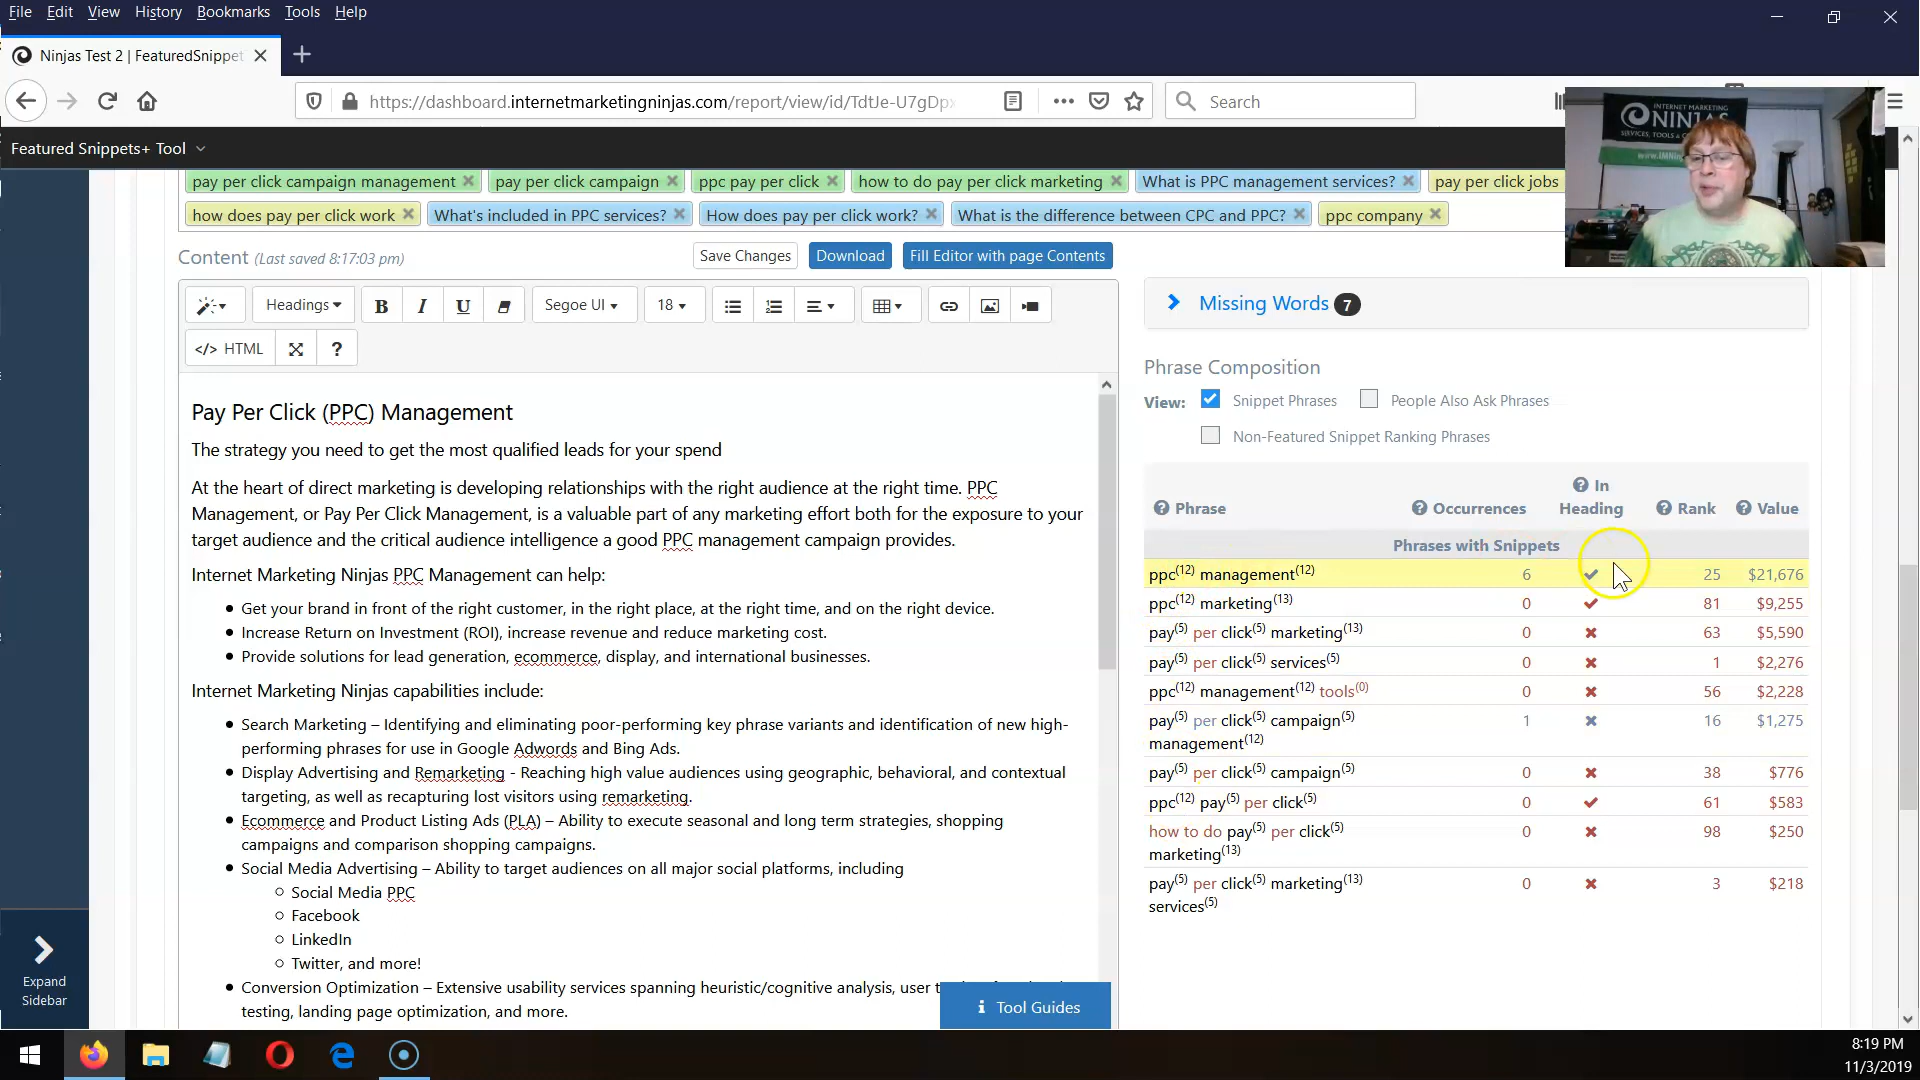 File Edit View History Bookmarks Tools Help
Ninjas Test 2 | FeaturedSnippet
https://dashboard.internetmarketingninjas.com/report/view/id/TdtJe-U7gDpx
Search
INTERNET MARKETING
NINJAS
SERVICES, TOOLS &
www.IMNinjas
Featured Snippets+ Tool
pay per click campaign management pay per click campaign ppc pay per click how to do pay per click marketing What is PPC management services? pay per click jobs
how does pay per click work What's included in PPC services? How does pay per click work? What is the difference between CPC and PPC? ppc company
Content (Last saved 8:17:03 pm) Save Changes Download Fill Editor with page Contents
Headings B I U Segoe UI 18
</> HTML ?
Missing Words 7
Phrase Composition
View: Snippet Phrases People Also Ask Phrases
Non-Featured Snippet Ranking Phrases
Pay Per Click (PPC) Management
The strategy you need to get the most qualified leads for your spend
At the heart of direct marketing is developing relationships with the right audience at the right time. PPC
Management, or Pay Per Click Management, is a valuable part of any marketing effort both for the exposure to your
target audience and the critical audience intelligence a good PPC management campaign provides.
Internet Marketing Ninjas PPC Management can help:
Get your brand in front of the right customer, in the right place, at the right time, and on the right device.
Increase Return on Investment (ROI), increase revenue and reduce marketing cost.
Provide solutions for lead generation, ecommerce, display, and international businesses.
Internet Marketing Ninjas capabilities include:
Search Marketing – Identifying and eliminating poor-performing key phrase variants and identification of new high-
performing phrases for use in Google Adwords and Bing Ads.
Display Advertising and Remarketing - Reaching high value audiences using geographic, behavioral, and contextual
targeting, as well as recapturing lost visitors using remarketing.
Ecommerce and Product Listing Ads (PLA) – Ability to execute seasonal and long term strategies, shopping
campaigns and comparison shopping campaigns.
Social Media Advertising – Ability to target audiences on all major social platforms, including
Social Media PPC
Facebook
LinkedIn
Twitter, and more!
Conversion Optimization – Extensive usability services spanning heuristic/cognitive analysis, user
testing, landing page optimization, and more.
Phrase Occurrences In Heading Rank Value
Phrases with Snippets
ppc(12) management(12) 6 25 $21,676
ppc(12) marketing(13) 0 81 $9,255
pay(5) per click(5) marketing(13) 0 63 $5,590
pay(5) per click(5) services(5) 0 1 $2,276
ppc(12) management(12) tools(0) 0 56 $2,228
pay(5) per click(5) campaign(5) 1 16 $1,275
management(12)
pay(5) per click(5) campaign(5) 0 38 $776
ppc(12) pay(5) per click(5) 0 61 $583
how to do pay(5) per click(5) 0 98 $250
marketing(13)
pay(5) per click(5) marketing(13) 0 3 $218
services(5)
Expand
Sidebar
Tool Guides
8:19 PM
11/3/2019